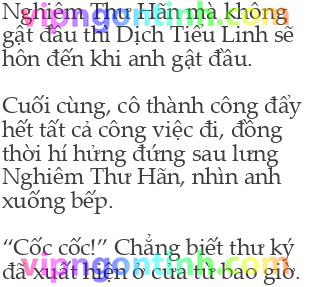 Nghiêm Thư Hãn mà không
gật đầu thì Dịch Tiểu Linh sẽ
hôn đến khi anh gật đầu.
Cuối cùng, cô thành công đẩy
hết tất cả công việc đi, đồng
thời hí hửng đứng sau lưng
Nghiêm Thư Hãn, nhìn anh
xuống bếp.
“Cốc cốc!” Chẳng biết thư ký
đã xuất hiện ở cửa từ bao giờ.
vipngontinh.com
vipngontinh.com